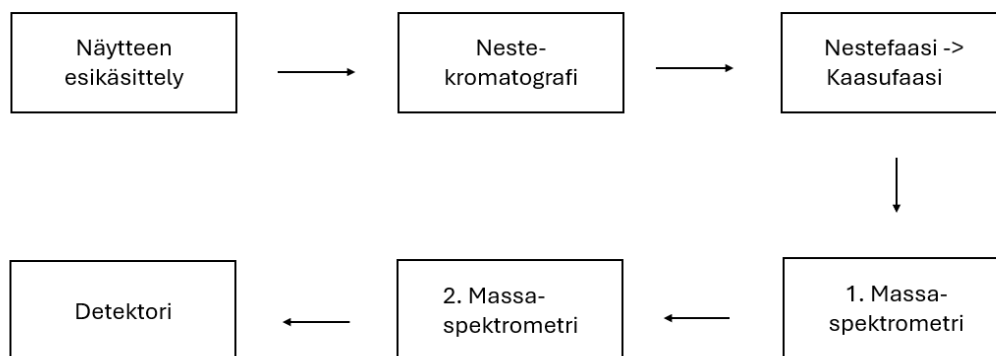 Näytteen
esikäsittely
Neste-
kromatografi
Nestefaasi ->
Kaasufaasi
1. Massa-
spektrometri
2. Massa-
spektrometri
Detektori